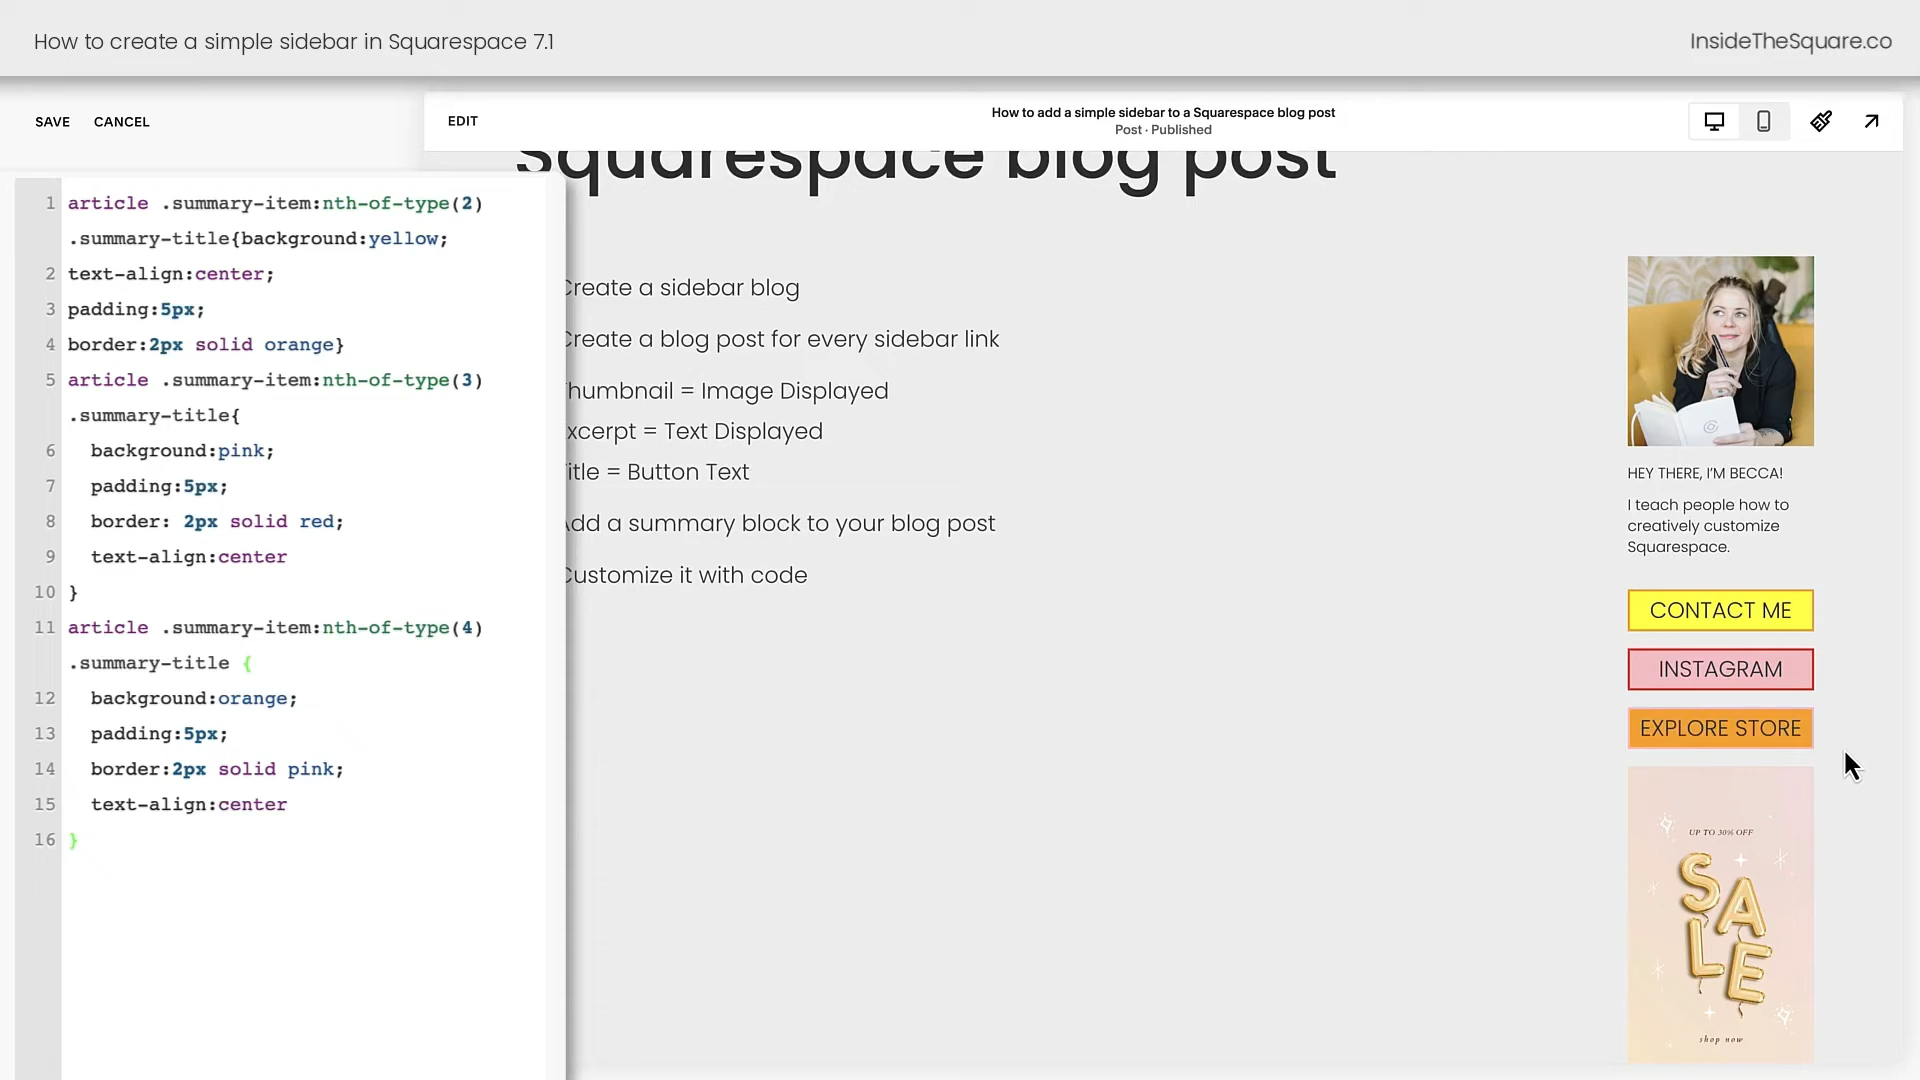 How to create a simple sidebar in Squarespace 7.1
InsideTheSquare.co
SAVE CANCEL
EDIT
How to add a simple sidebar to a Squarespace blog post
Post · Published
Squarespace blog post
1 article .summary-item:nth-of-type(2)
.summary-title{background:yellow;
2 text-align:center;
3 padding:5px;
4 border:2px solid orange}
5 article .summary-item:nth-of-type(3)
.summary-title{
6 background:pink;
7 padding:5px;
8 border: 2px solid red;
9 text-align:center
10 }
11 article .summary-item:nth-of-type(4)
.summary-title {
12 background:orange;
13 padding:5px;
14 border:2px solid pink;
15 text-align:center
16 }
Create a sidebar blog
Create a blog post for every sidebar link
humbnail = Image Displayed
xcerpt = Text Displayed
itle = Button Text
Add a summary block to your blog post
Customize it with code
HEY THERE, I'M BECCA!
I teach people how to
creatively customize
Squarespace.
CONTACT ME
INSTAGRAM
EXPLORE STORE
UP TO 30% OFF
SALE
shop now